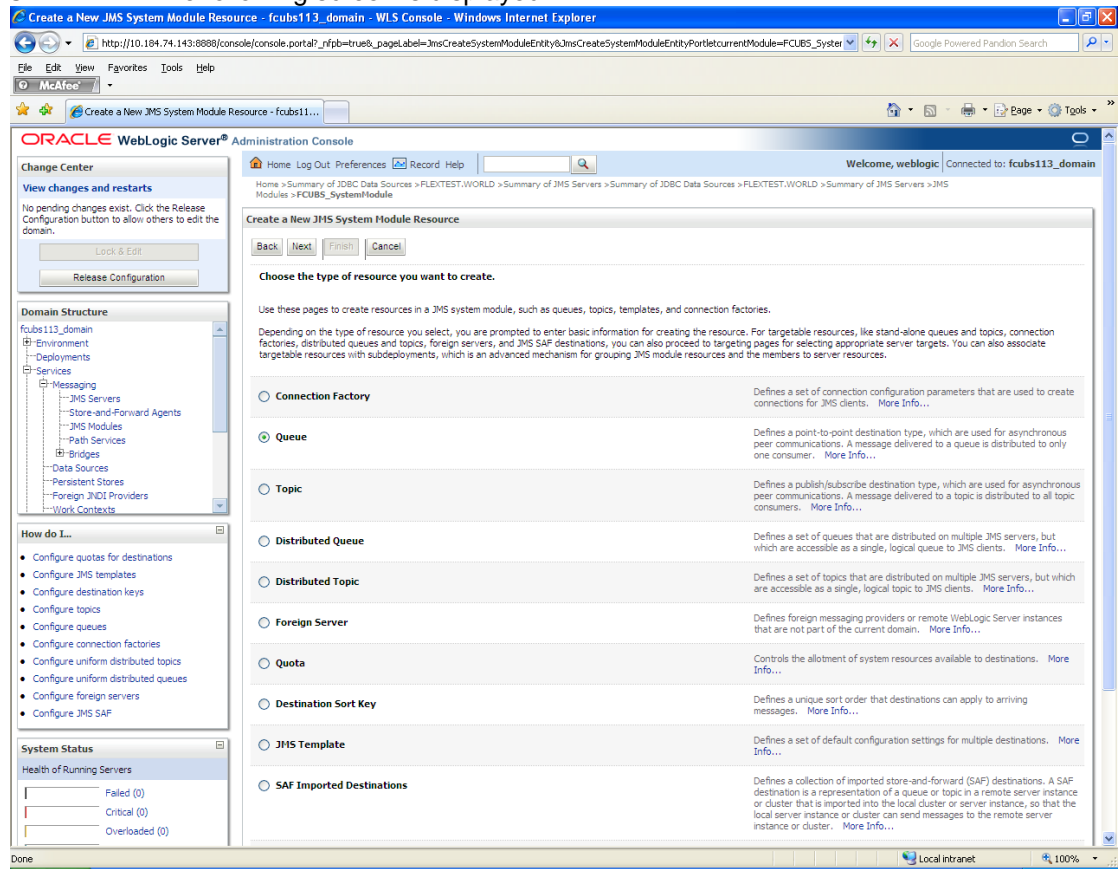 Create a New JMS System Module Resource - fcubs113_domain - WLS Console - Windows Internet Explorer
http://10.184.74.143:8888/console/console.portal?_nfpb=true&_pageLabel=JmsCreateSystemModuleEntity&JmsCreateSystemModuleEntityPortletcurrentModule=FCUBS_Syster
Google Powered Pandion Search
File Edit View Favorites Tools Help
McAfee
Create a New JMS System Module Resource - fcubs11...
Page Tools »
ORACLE WebLogic Server® Administration Console
Change Center
View changes and restarts
No pending changes exist. Click the Release
Configuration button to allow others to edit the
domain.
Lock & Edit
Release Configuration
Domain Structure
fcubs113_domain
Environment
Deployments
Services
Messaging
JMS Servers
Store-and-Forward Agents
JMS Modules
Path Services
Bridges
Data Sources
Persistent Stores
Foreign JNDI Providers
Work Contexts
How do I...
Configure quotas for destinations
Configure JMS templates
Configure destination keys
Configure topics
Configure queues
Configure connection factories
Configure uniform distributed topics
Configure uniform distributed queues
Configure foreign servers
Configure JMS SAF
System Status
Health of Running Servers
Failed (0)
Critical (0)
Overloaded (0)
Home Log Out Preferences Record Help
Welcome, weblogic Connected to: fcubs113_domain
Home >Summary of JDBC Data Sources >FLEXTEST.WORLD >Summary of JMS Servers >Summary of JDBC Data Sources >FLEXTEST.WORLD >Summary of JMS Servers >JMS
Modules >FCUBS_SystemModule
Create a New JMS System Module Resource
Back Next Finish Cancel
Choose the type of resource you want to create.
Use these pages to create resources in a JMS system module, such as queues, topics, templates, and connection factories.
Depending on the type of resource you select, you are prompted to enter basic information for creating the resource. For targetable resources, like stand-alone queues and topics, connection
factories, distributed queues and topics, foreign servers, and JMS SAF destinations, you can also proceed to targeting pages for selecting appropriate server targets. You can also associate
targetable resources with subdeployments, which is an advanced mechanism for grouping JMS module resources and the members to server resources.
Connection Factory
Defines a set of connection configuration parameters that are used to create
connections for JMS clients. More Info...
Queue
Defines a point-to-point destination type, which are used for asynchronous
peer communications. A message delivered to a queue is distributed to only
one consumer. More Info...
Topic
Defines a publish/subscribe destination type, which are used for asynchronous
peer communications. A message delivered to a topic is distributed to all topic
consumers. More Info...
Distributed Queue
Defines a set of queues that are distributed on multiple JMS servers, but
which are accessible as a single, logical queue to JMS clients. More Info...
Distributed Topic
Defines a set of topics that are distributed on multiple JMS servers, but which
are accessible as a single, logical topic to JMS clients. More Info...
Foreign Server
Defines foreign messaging providers or remote WebLogic Server instances
that are not part of the current domain. More Info...
Quota
Controls the allotment of system resources available to destinations. More
Info...
Destination Sort Key
Defines a unique sort order that destinations can apply to arriving
messages. More Info...
JMS Template
Defines a set of default configuration settings for multiple destinations. More
Info...
SAF Imported Destinations
Defines a collection of imported store-and-forward (SAF) destinations. A SAF
destination is a representation of a queue or topic in a remote server instance
or cluster that is imported into the local cluster or server instance, so that the
local server instance or cluster can send messages to the remote server
instance or cluster. More Info...
Done
Local intranet
100%